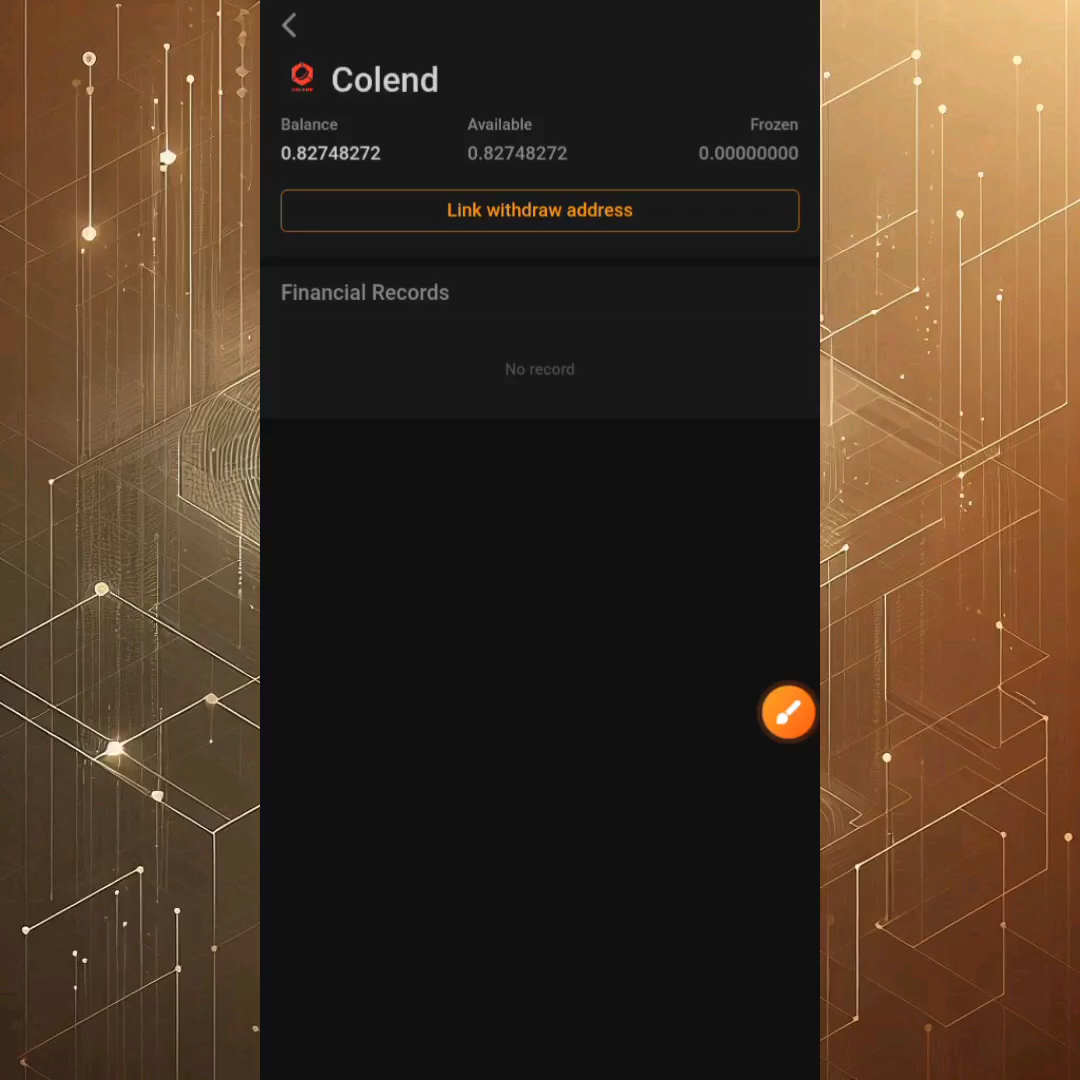 Colend
Balance Available Frozen
0.82748272 0.82748272 0.00000000
Link withdraw address
Financial Records
No record